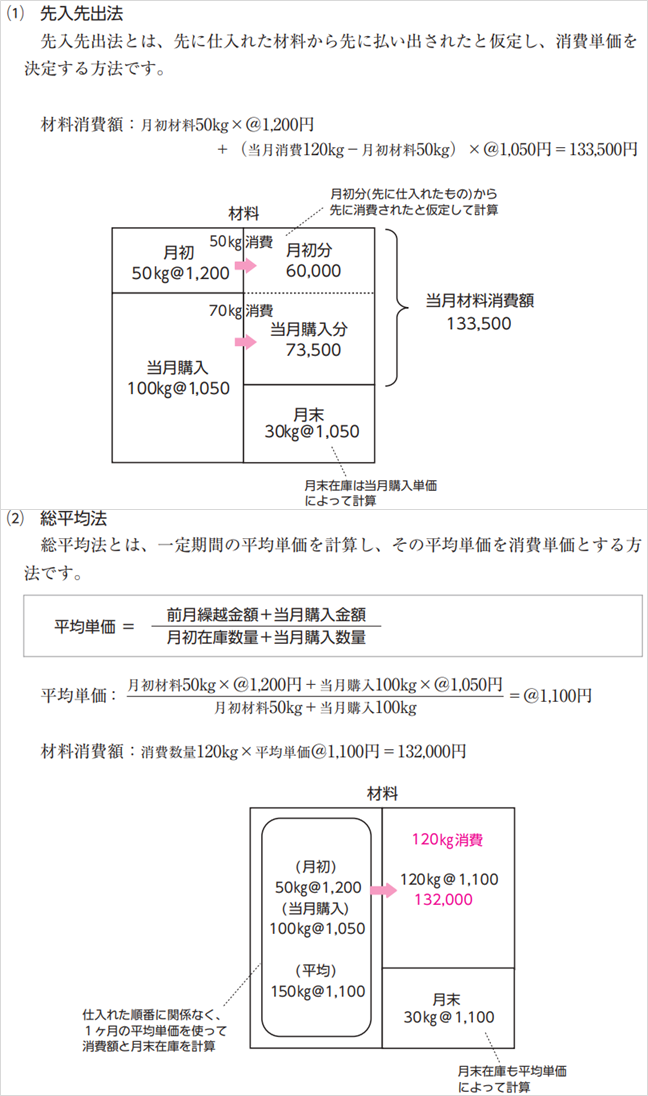 (1) 先入先出法
先入先出法とは、先に仕入れた材料から先に払い出されたと仮定し、消費単価を
決定する方法です。
材料消費額：月初材料50kg×@1,200円
＋（当月消費120kg－月初材料50kg）×@1,050円＝133,500円
月初分(先に仕入れたもの)から
先に消費されたと仮定して計算
材料
月初
50kg@1,200
50kg消費
月初分
60,000
70kg消費
当月購入分
73,500
当月材料消費額
133,500
当月購入
100kg@1,050
月末
30kg@1,050
月末在庫は当月購入単価
によって計算
(2) 総平均法
総平均法とは、一定期間の平均単価を計算し、その平均単価を消費単価とする方
法です。
平均単価 ＝
前月繰越金額＋当月購入金額
月初在庫数量＋当月購入数量
平均単価：
月初材料50kg×@1,200円＋当月購入100kg×@1,050円
月初材料50kg＋当月購入100kg
＝@1,100円
材料消費額：消費数量120kg×平均単価@1,100円＝132,000円
材料
(月初)
50kg@1,200
(当月購入)
100kg@1,050
(平均)
150kg@1,100
120kg消費
120kg@1,100
132,000
月末
30kg@1,100
仕入れた順番に関係なく、
１ヶ月の平均単価を使って
消費額と月末在庫を計算
月末在庫も平均単価
によって計算